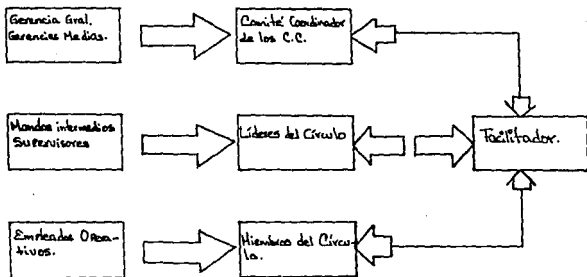 Gerencia Gral.
Gerencias Medias.
Comité Coordinador
de los C.C.
Mandos intermedios
Supervisores
Líderes del Círculo
Facilitador.
Empleados Opera-
tivos.
Miembros del Círcu-
lo.